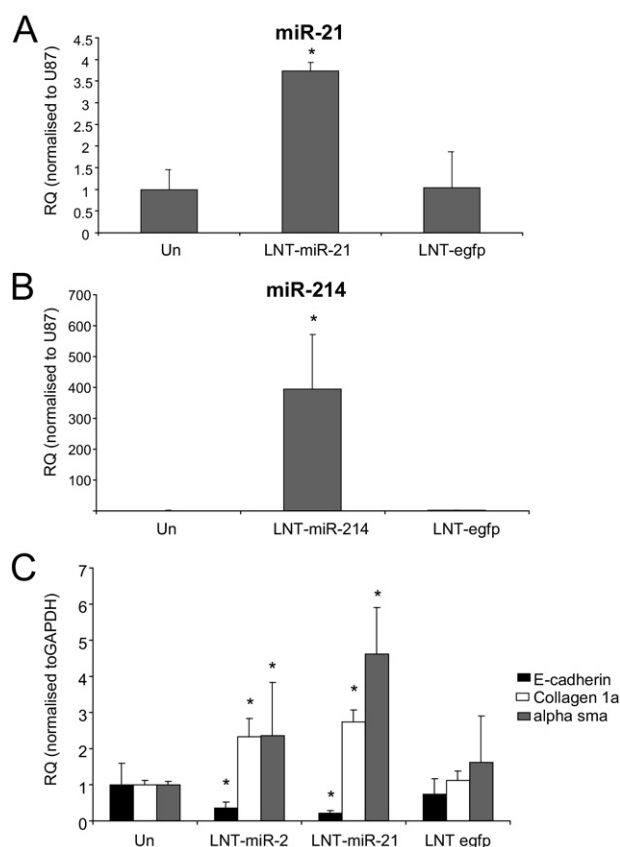 A
miR-21
RQ (normalised to U87)
4.5
4
3.5
3
2.5
2
1.5
1
0.5
0
*
Un
LNT-miR-21
LNT-egfp
B
miR-214
RQ (normalised to U87)
700
600
500
400
300
200
100
*
Un
LNT-miR-214
LNT-egfp
C
RQ (normalised toGAPDH)
7
6
5
4
3
2
1
0
*
*
*
*
*
*
E-cadherin
Collagen 1a
alpha sma
Un
LNT-miR-2
LNT-miR-21
LNT egfp